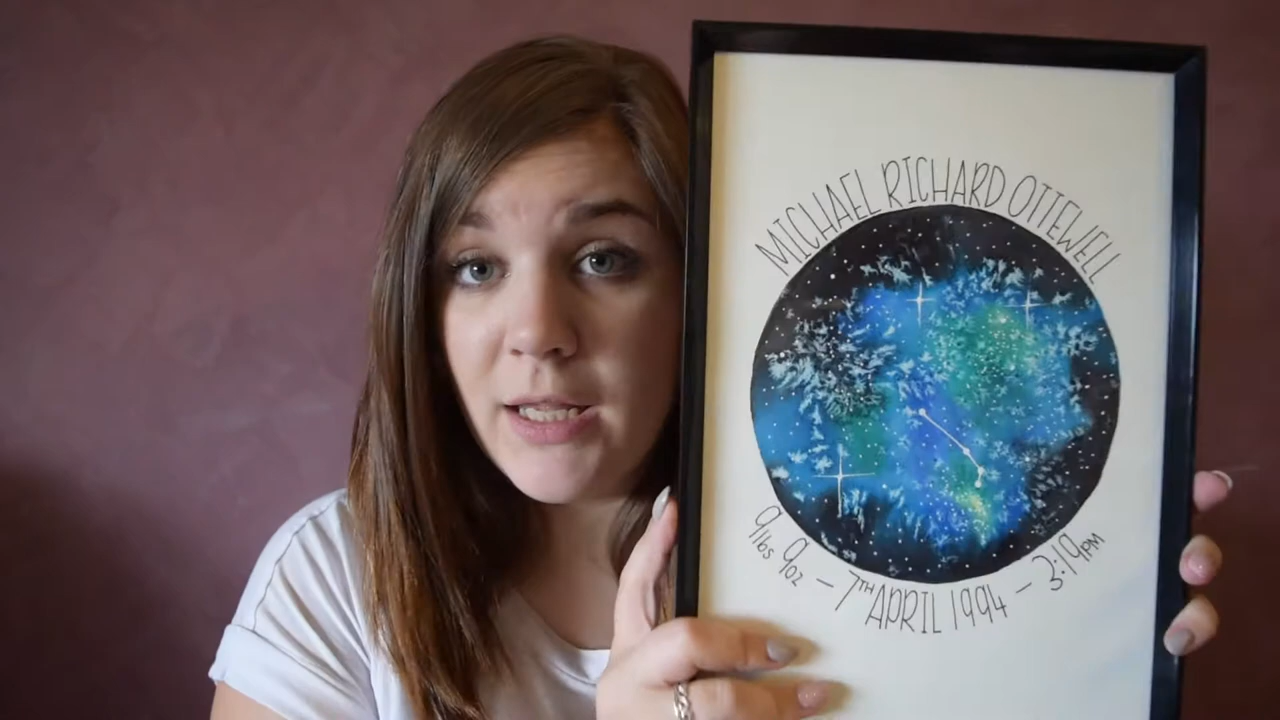 MICHAEL RICHARD OTTEWELL
9lbs 9oz – 7TH APRIL 1994 – 3:19PM